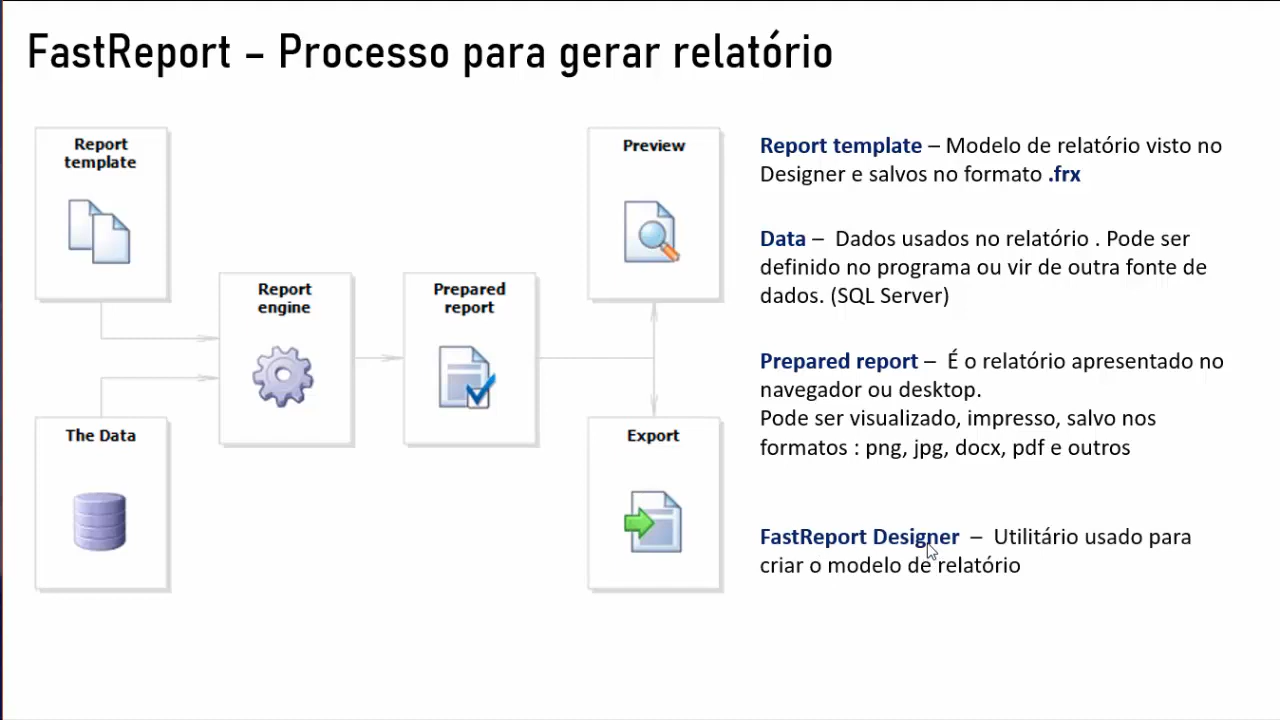 FastReport – Processo para gerar relatório
Report
template
The Data
Report
engine
Prepared
report
Preview
Export
Report template – Modelo de relatório visto no
Designer e salvos no formato .frx
Data –  Dados usados no relatório . Pode ser
definido no programa ou vir de outra fonte de
dados. (SQL Server)
Prepared report –  É o relatório apresentado no
navegador ou desktop.
Pode ser visualizado, impresso, salvo nos
formatos : png, jpg, docx, pdf e outros
FastReport Designer  –  Utilitário usado para
criar o modelo de relatório